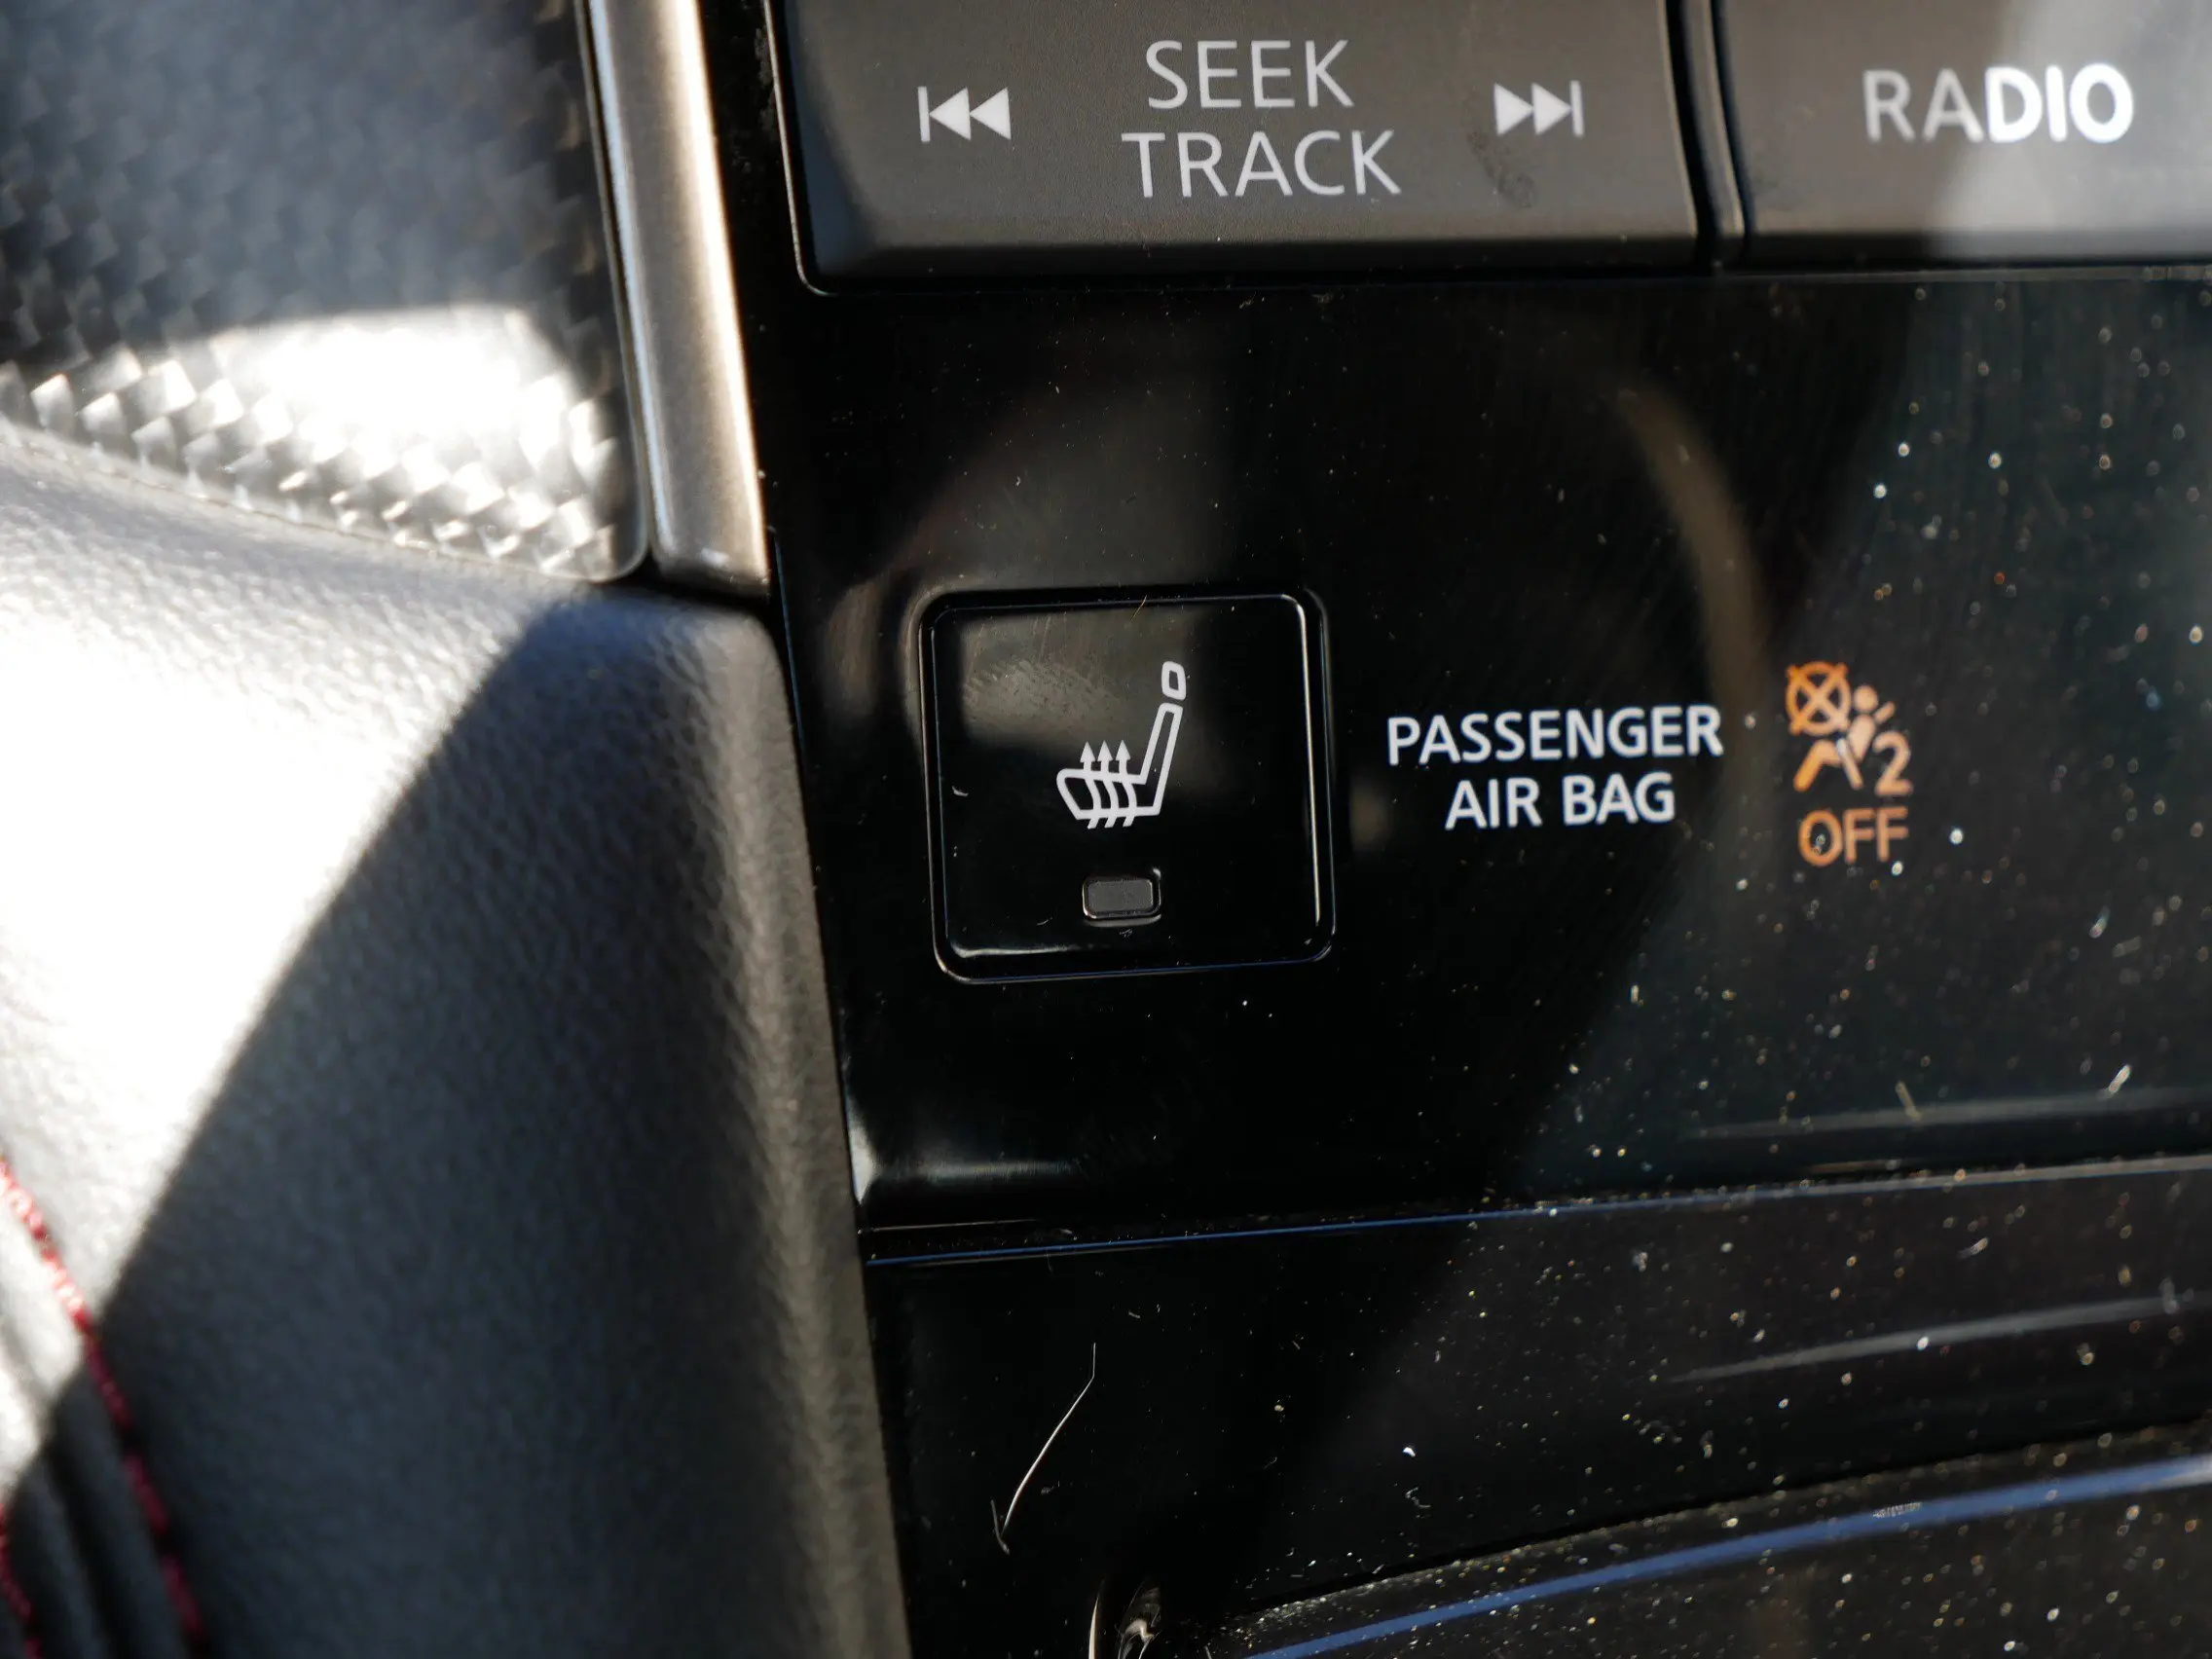 SEEK
TRACK
RADIO
PASSENGER
AIR BAG
2
OFF